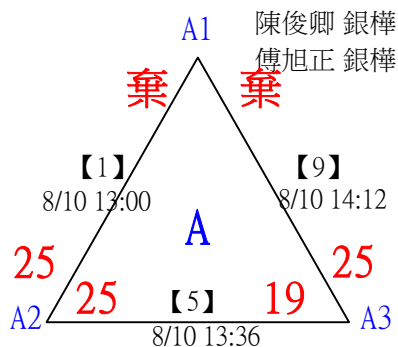 A1
陳俊卿 銀樺
傅旭正 銀樺
棄 棄
【1】
8/10 13:00
【9】
8/10 14:12
A
25 25
25 19
A2
【5】
A3
8/10 13:36